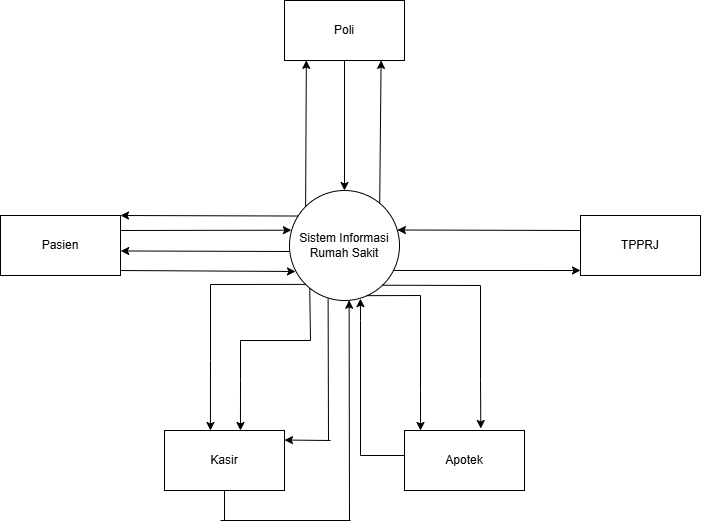 Poli
Pasien
Sistem Informasi
Rumah Sakit
TPPRJ
Kasir
Apotek